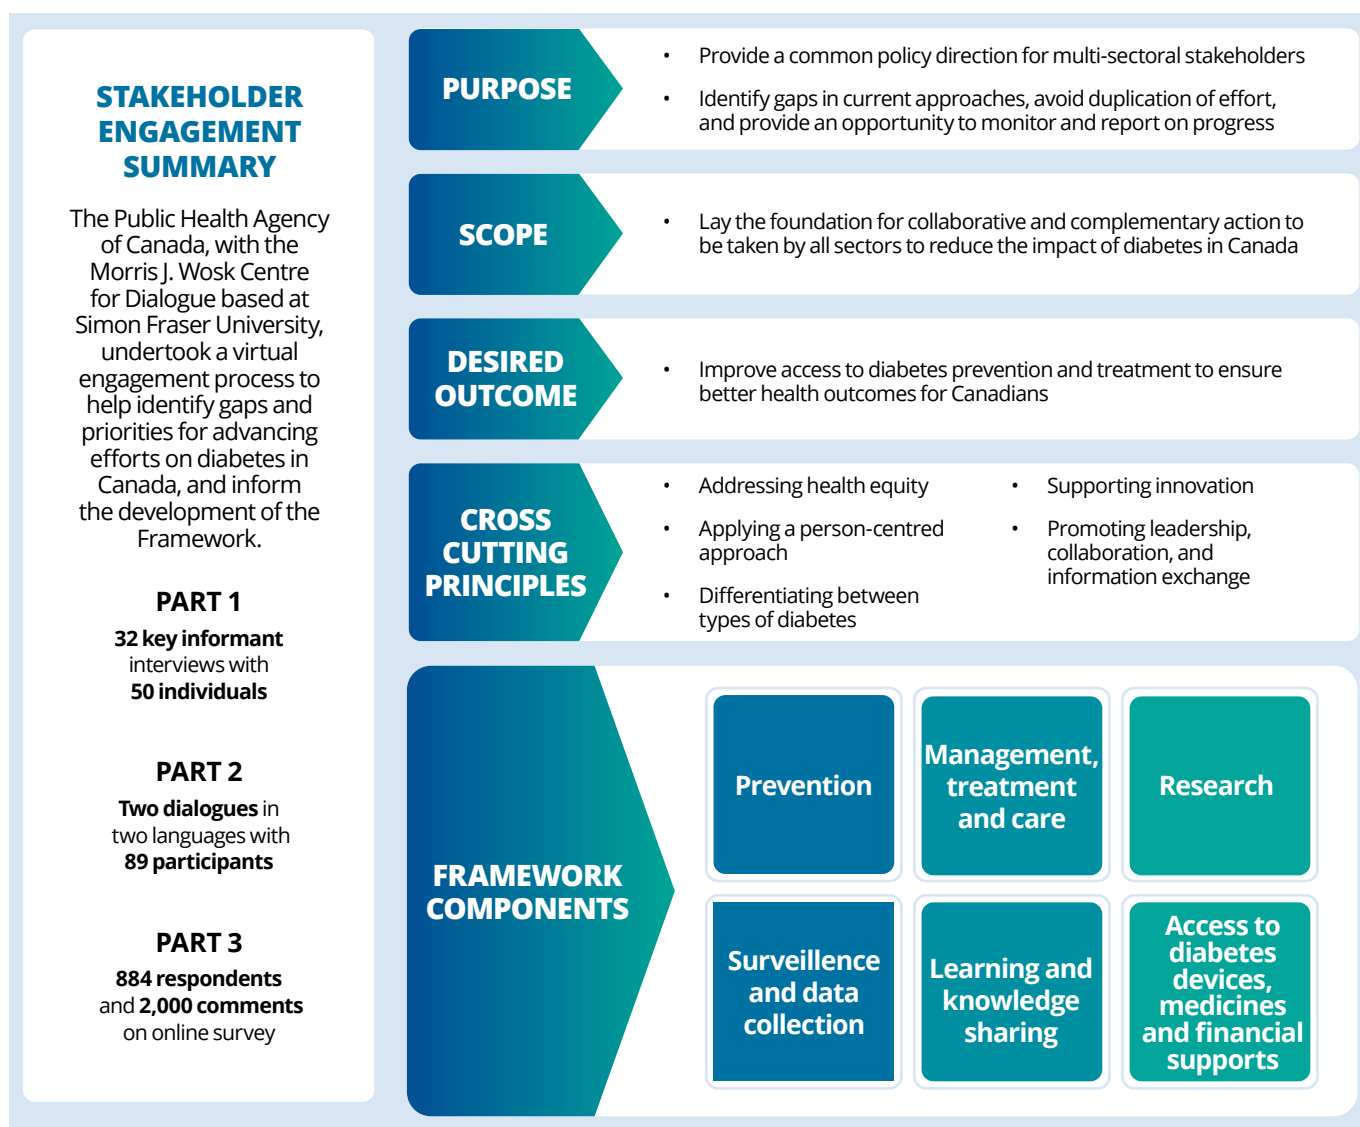 STAKEHOLDER
ENGAGEMENT
SUMMARY
The Public Health Agency
of Canada, with the
Morris J. Wosk Centre
for Dialogue based at
Simon Fraser University,
undertook a virtual
engagement process to
help identify gaps and
priorities for advancing
efforts on diabetes in
Canada, and inform
the development of the
Framework.
PART 1
32 key informant
interviews with
50 individuals
PART 2
Two dialogues in
two languages with
89 participants
PART 3
884 respondents
and 2,000 comments
on online survey
PURPOSE
• Provide a common policy direction for multi-sectoral stakeholders
• Identify gaps in current approaches, avoid duplication of effort,
and provide an opportunity to monitor and report on progress
SCOPE
• Lay the foundation for collaborative and complementary action to
be taken by all sectors to reduce the impact of diabetes in Canada
DESIRED
OUTCOME
• Improve access to diabetes prevention and treatment to ensure
better health outcomes for Canadians
CROSS
CUTTING
PRINCIPLES
• Addressing health equity
• Applying a person-centred
approach
• Differentiating between
types of diabetes
• Supporting innovation
• Promoting leadership,
collaboration, and
information exchange
FRAMEWORK
COMPONENTS
Prevention
Management,
treatment
and care
Research
Surveillence
and data
collection
Learning and
knowledge
sharing
Access to
diabetes
devices,
medicines
and financial
supports